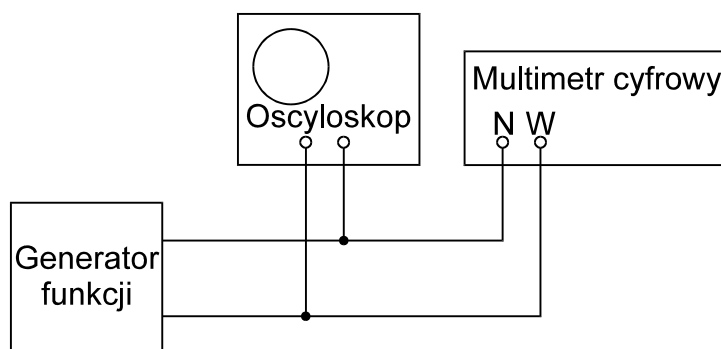 Oscyloskop
Multimetr cyfrowy
N W
Generator
funkcji